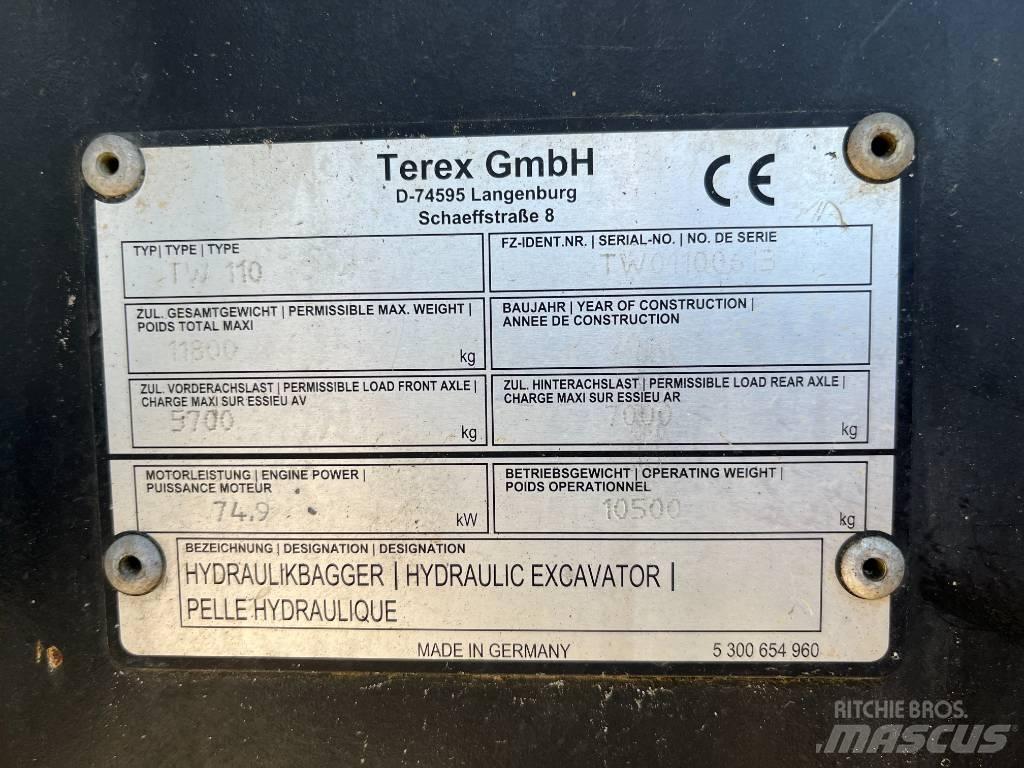 Terex GmbH
D-74595 Langenburg
Schaeffstraße 8
CE
TYP | TYPE | TYPE
TW 110
FZ-IDENT.NR. | SERIAL-NO. | NO. DE SERIE
ZUL. GESAMTGEWICHT | PERMISSIBLE MAX. WEIGHT |
POIDS TOTAL MAXI
11800
kg
BAUJAHR | YEAR OF CONSTRUCTION |
ANNEE DE CONSTRUCTION
ZUL. VORDERACHSLAST | PERMISSIBLE LOAD FRONT AXLE |
CHARGE MAXI SUR ESSIEU AV
5700
kg
ZUL. HINTERACHSLAST | PERMISSIBLE LOAD REAR AXLE |
CHARGE MAXI SUR ESSIEU AR
7000
kg
MOTORLEISTUNG | ENGINE POWER |
PUISSANCE MOTEUR
74.9
kW
BETRIEBSGEWICHT | OPERATING WEIGHT |
POIDS OPERATIONNEL
10500
kg
BEZEICHNUNG | DESIGNATION | DESIGNATION
HYDRAULIKBAGGER | HYDRAULIC EXCAVATOR |
PELLE HYDRAULIQUE
MADE IN GERMANY
5 300 654 960
RITCHIE BROS.
MASCUS